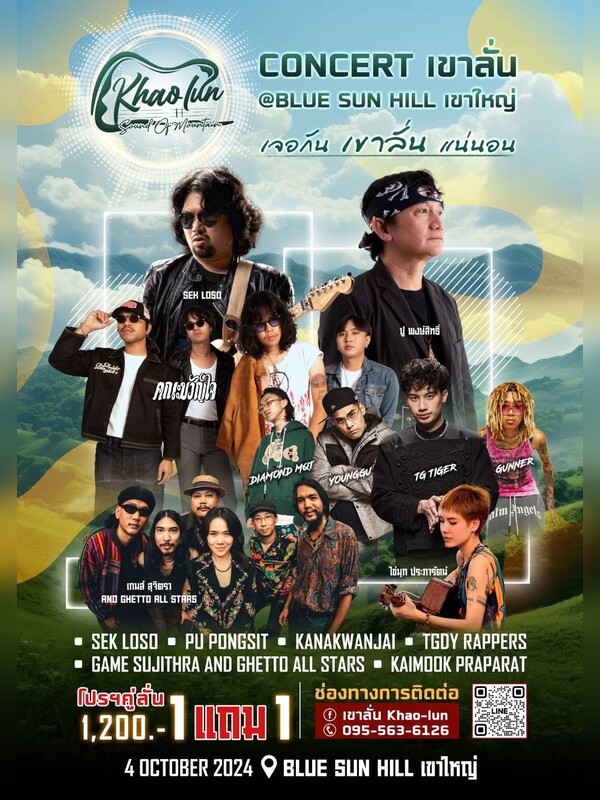 Khao lun
Sound Of Mountain
CONCERT เขาลั่น
@BLUE SUN HILL เขาใหญ่
เจอกัน เขาลั่น แน่นอน
SEK LOSO
ปู พงษ์สิทธิ์
คณะขวัญใจ
DIAMOND MQT
YOUNGGU
TG TIGER
GUNNER
Palm Angels
เกมส์ สุจิตรา
AND GHETTO ALL STARS
ไข่มุก ประภารัตน์
• SEK LOSO • PU PONGSIT • KANAKWANJAI • TGDY RAPPERS
• GAME SUJITHRA AND GHETTO ALL STARS • KAIMOOK PRAPARAT
โปรฯคู่ลั่น
1,200.- 1 แถม 1
ช่องทางการติดต่อ
เขาลั่น Khao-lun
095-563-6126
LINE
4 OCTOBER 2024 BLUE SUN HILL เขาใหญ่